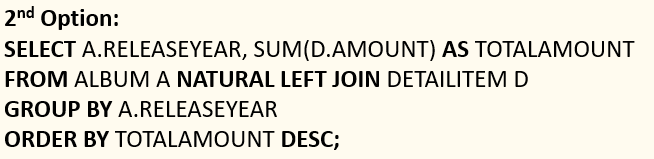 2nd Option:
SELECT A.RELEASEYEAR, SUM(D.AMOUNT) AS TOTALAMOUNT
FROM ALBUM A NATURAL LEFT JOIN DETAILITEM D
GROUP BY A.RELEASEYEAR
ORDER BY TOTALAMOUNT DESC;